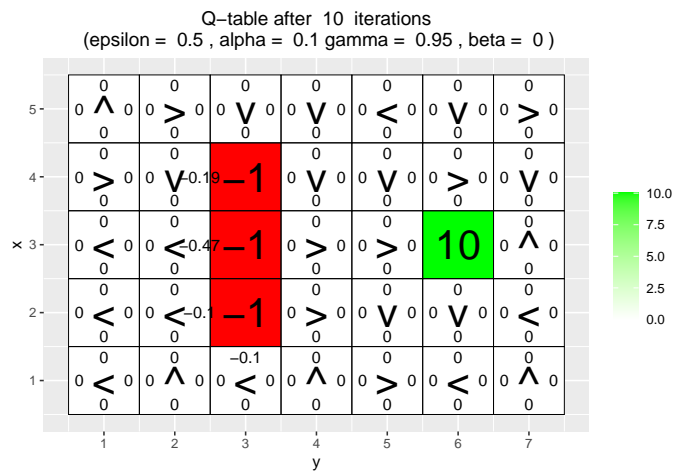 Q−table after 10 iterations
(epsilon = 0.5 , alpha = 0.1 gamma = 0.95 , beta = 0 )
0 0 0 0 0 0 0
5 0 ^ 0 0 > 0 0 V 0 0 V 0 0 < 0 0 V 0 0 > 0
0 0 0 0 0 0 0
0 0 0 0 0 0
4 0 > 0 0 V −0.19 −1 0 V 0 0 V 0 0 > 0 0 V 0
0 0 0 0 0 0
0 0 0 0 0
x 3 0 < 0 0 < −0.47 −1 0 > 0 0 > 0 10 0 ^ 0
0 0 0 0 0
0 0 0 0 0 0
2 0 < 0 0 < −0.1 −1 0 > 0 0 V 0 0 V 0 0 < 0
0 0 0 0 0 0
0 0 −0.1 0 0 0 0
1 0 < 0 0 ^ 0 0 < 0 0 ^ 0 0 > 0 0 < 0 0 ^ 0
0 0 0 0 0 0 0
1 2 3 4 5 6 7
y
10.0
7.5
5.0
2.5
0.0